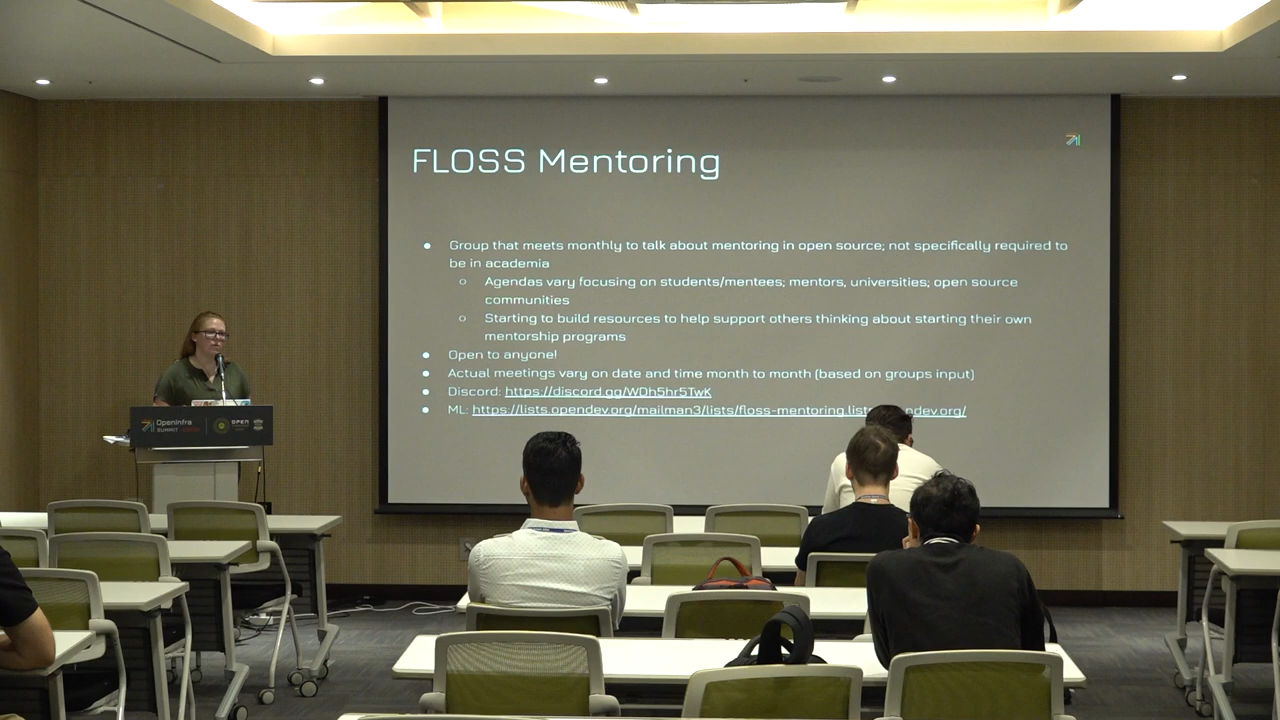 FLOSS Mentoring
● Group that meets monthly to talk about mentoring in open source; not specifically required to
be in academia
○ Agendas vary focusing on students/mentees; mentors, universities; open source
communities
○ Starting to build resources to help support others thinking about starting their own
mentorship programs
● Open to anyone!
● Actual meetings vary on date and time month to month (based on groups input)
● Discord: https://discord.gg/WDh5hr5TwK
● ML: https://lists.opendev.org/mailman3/lists/floss-mentoring.list
ndev.org/
OpenInfra
SUMMIT
OPEN